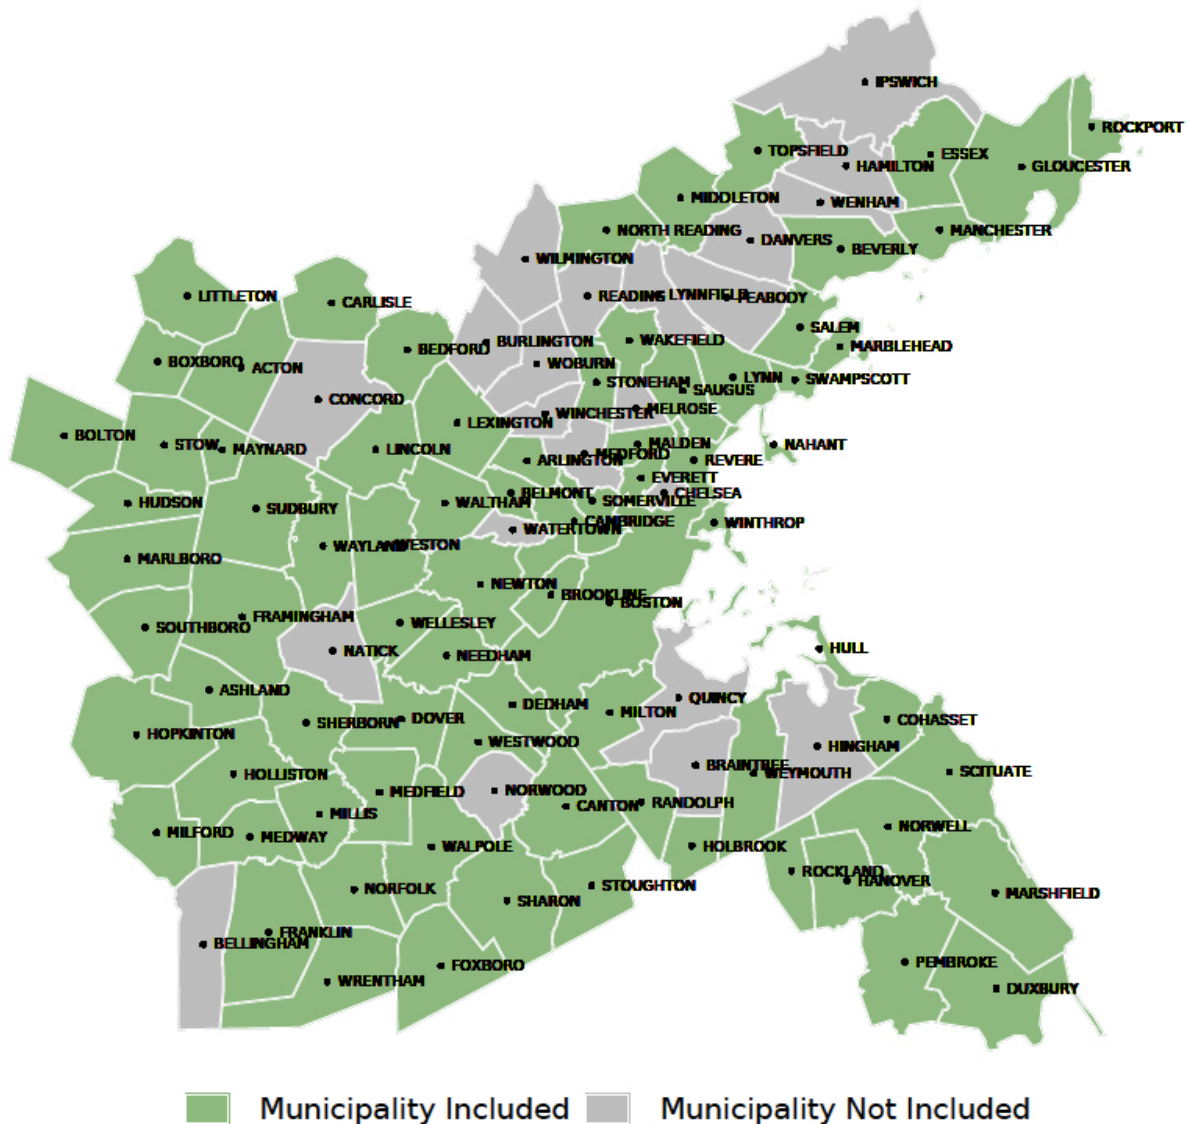 IPSWICH
ROCKPORT
TOPSFIELD
ESSEX
HAMILTON
GLOUCESTER
MIDDLETON
WENHAM
NORTH READING
MANCHESTER
DANVERS
BEVERLY
WILMINGTON
LITTLETON
READING
LYNNFIELD
PEABODY
CARLISLE
SALEM
BURLINGTON
WAKEFIELD
MARBLEHEAD
BEDFORD
BOXBORO
WOBURN
ACTON
LYNN
SWAMPSCOTT
STONEHAM
SAUGUS
CONCORD
MELROSE
WINCHESTER
LEXINGTON
BOLTON
STOW
MALDEN
NAHANT
MAYNARD
LINCOLN
MEDFORD
ARLINGTON
REVERE
EVERETT
BELMONT
CHELSEA
HUDSON
WALTHAM
SOMERVILLE
SUDBURY
CAMBRIDGE
WINTHROP
WATERTOWN
WAYLAND
WESTON
MARLBORO
NEWTON
BROOKLINE
BOSTON
FRAMINGHAM
WELLESLEY
SOUTHBORO
HULL
NATICK
NEEDHAM
ASHLAND
QUINCY
DEDHAM
MILTON
DOVER
COHASSET
SHERBORN
HOPKINTON
WESTWOOD
HINGHAM
BRAINTREE
SCITUATE
HOLLISTON
WEYMOUTH
NORWOOD
MEDFIELD
RANDOLPH
CANTON
MILLIS
NORWELL
MILFORD
MEDWAY
WALPOLE
HOLBROOK
ROCKLAND
HANOVER
STOUGHTON
NORFOLK
MARSHFIELD
SHARON
FRANKLIN
BELLINGHAM
PEMBROKE
FOXBORO
WRENTHAM
DUXBURY
Municipality Included
Municipality Not Included